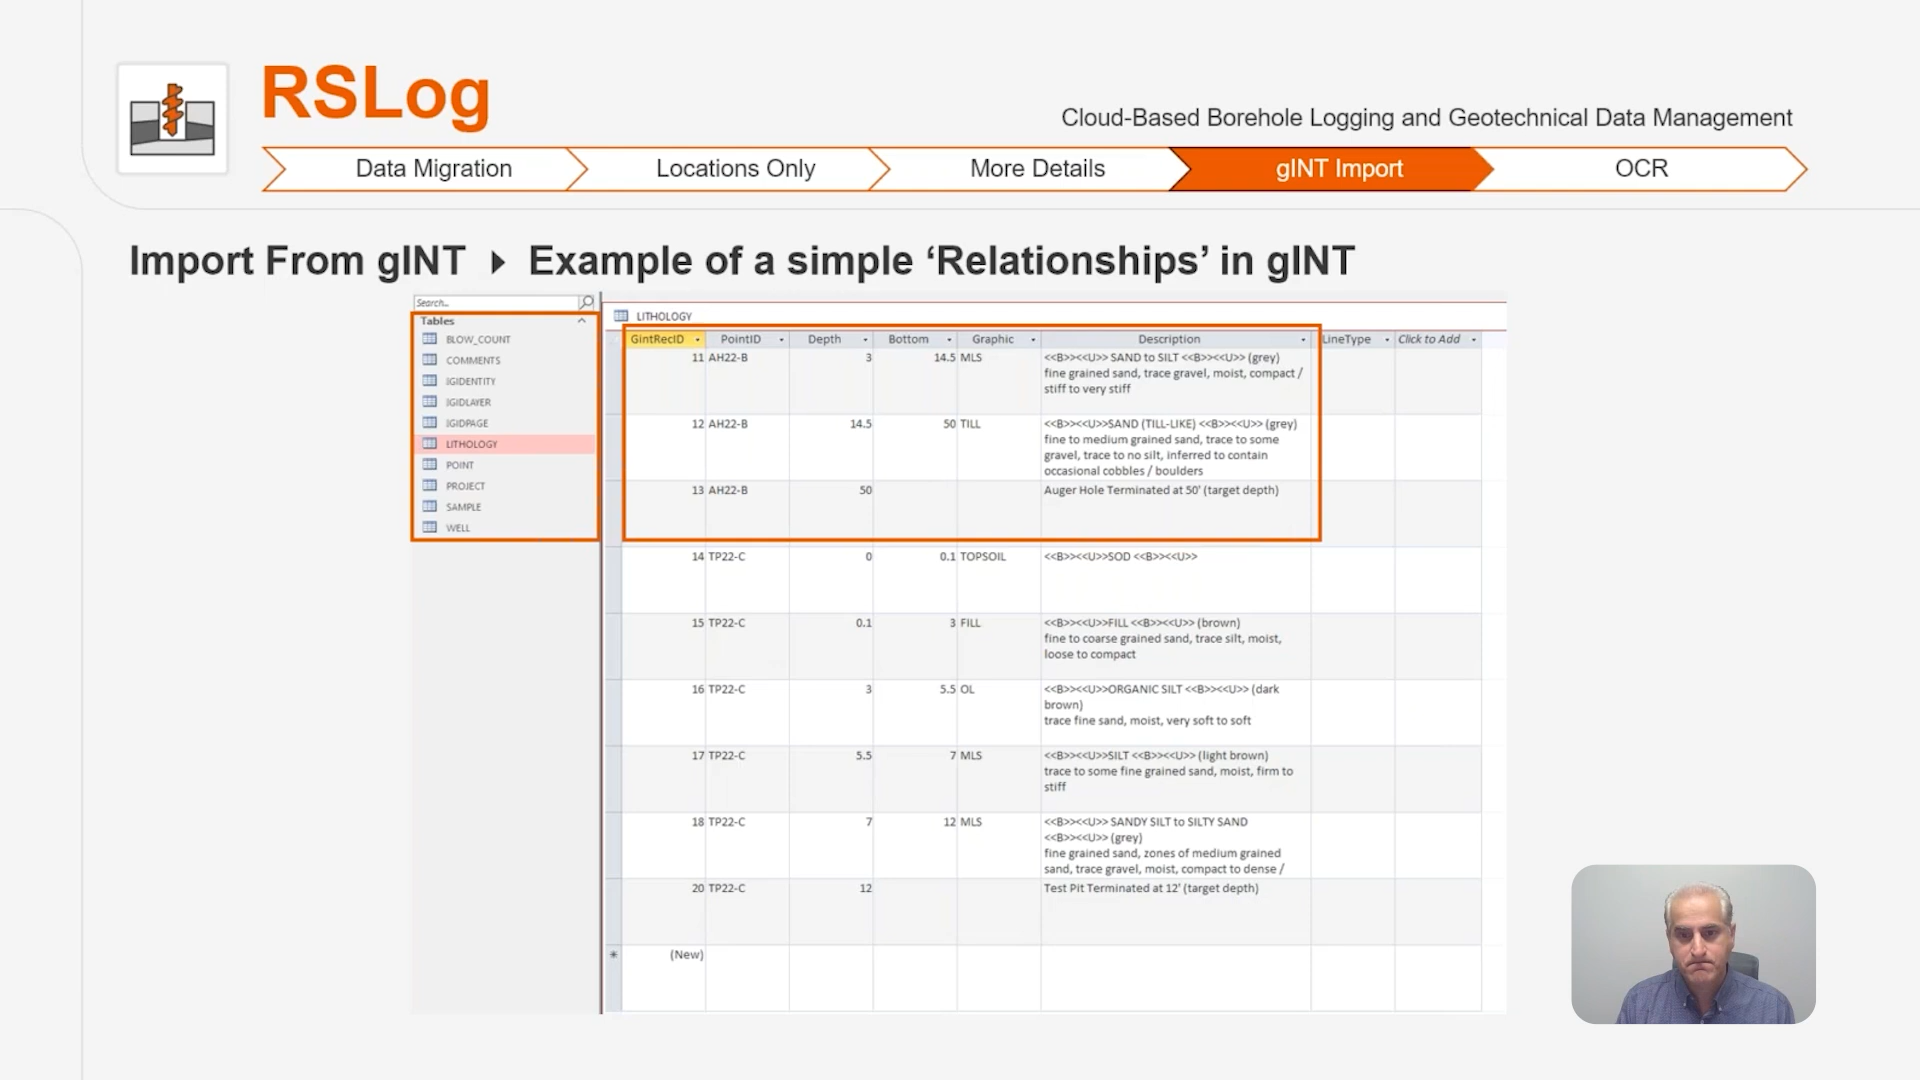 RSLog
Cloud-Based Borehole Logging and Geotechnical Data Management
Data Migration
Locations Only
More Details
gINT Import
OCR
Import From gINT ▸ Example of a simple ‘Relationships’ in gINT
Search...
Tables
BLOW_COUNT
COMMENTS
IGIDENTITY
IGIDLAYER
IGIDPAGE
LITHOLOGY
POINT
PROJECT
SAMPLE
WELL
LITHOLOGY
GintRecID PointID Depth Bottom Graphic Description LineType Click to Add
11 AH22-B 3 14.5 MLS <<B>><<U>> SAND to SILT <<B>><<U>> (grey)
fine grained sand, trace gravel, moist, compact /
stiff to very stiff
12 AH22-B 14.5 50 TILL <<B>><<U>>SAND (TILL-LIKE) <<B>><<U>> (grey)
fine to medium grained sand, trace to some
gravel, trace to no silt, inferred to contain
occasional cobbles / boulders
13 AH22-B 50 Auger Hole Terminated at 50' (target depth)
14 TP22-C 0 0.1 TOPSOIL <<B>><<U>>SOD <<B>><<U>>
15 TP22-C 0.1 3 FILL <<B>><<U>>FILL <<B>><<U>> (brown)
fine to coarse grained sand, trace silt, moist,
loose to compact
16 TP22-C 3 5.5 OL <<B>><<U>>ORGANIC SILT <<B>><<U>> (dark
brown)
trace fine sand, moist, very soft to soft
17 TP22-C 5.5 7 MLS <<B>><<U>>SILT <<B>><<U>> (light brown)
trace to some fine grained sand, moist, firm to
stiff
18 TP22-C 7 12 MLS <<B>><<U>> SANDY SILT to SILTY SAND
<<B>><<U>> (grey)
fine grained sand, zones of medium grained
sand, trace gravel, moist, compact to dense /
20 TP22-C 12 Test Pit Terminated at 12' (target depth)
* (New)